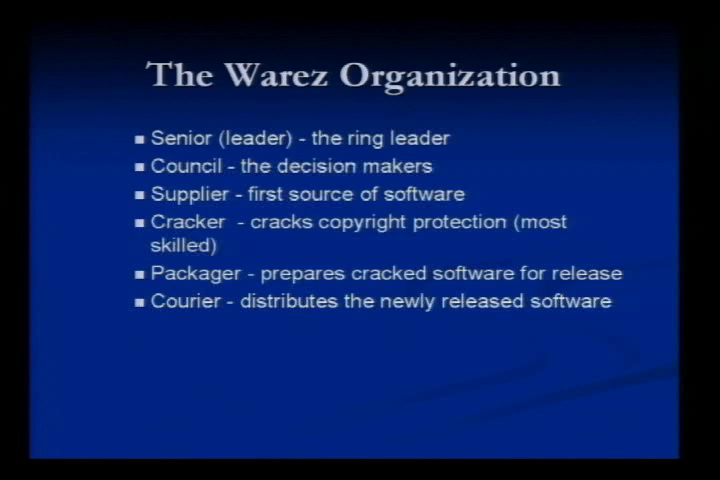 The Warez Organization
■ Senior (leader) - the ring leader
■ Council - the decision makers
■ Supplier - first source of software
■ Cracker - cracks copyright protection (most
skilled)
■ Packager - prepares cracked software for release
■ Courier - distributes the newly released software